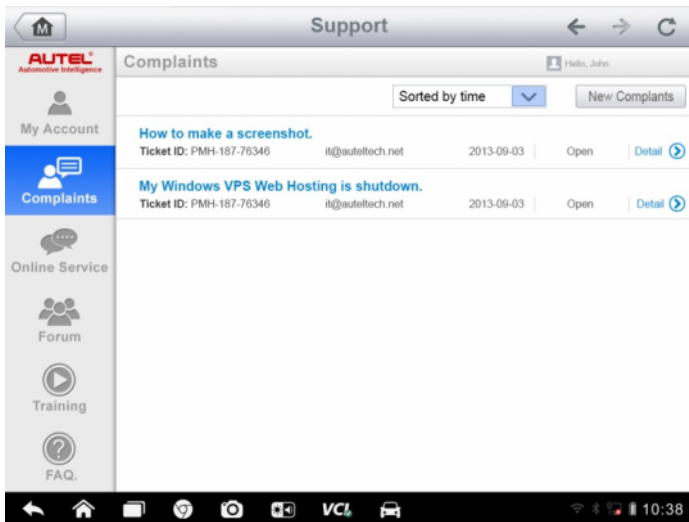 M
Support
AUTEL®
Automotive Intelligence
Complaints
Hello, John
Sorted by time
New Complants
My Account
How to make a screenshot.
Ticket ID: PMH-187-76346 it@auteltech.net 2013-09-03 Open Detail
Complaints
My Windows VPS Web Hosting is shutdown.
Ticket ID: PMH-187-76346 it@auteltech.net 2013-09-03 Open Detail
Online Service
Forum
Training
?
FAQ.
VCI
10:38